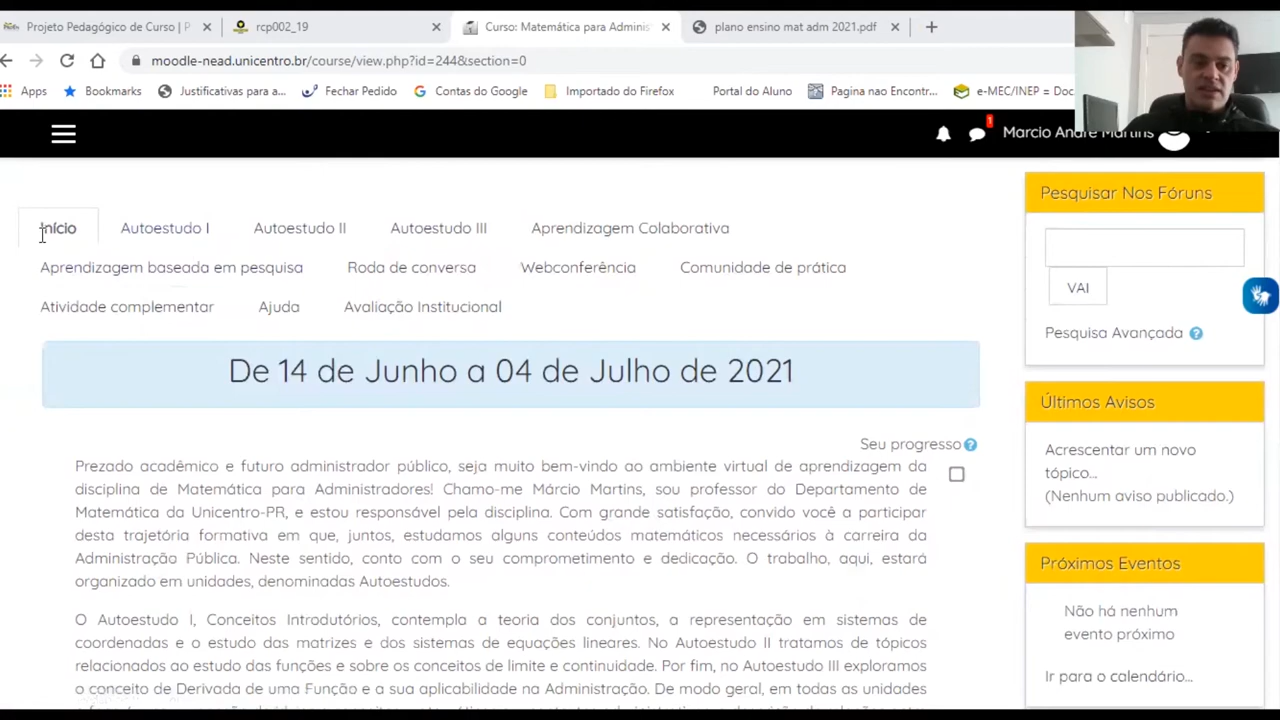 Projeto Pedagógico de Curso | P
rcp002_19
Curso: Matemática para Adminis
plano ensino mat adm 2021.pdf
moodle-nead.unicentro.br/course/view.php?id=244&section=0
Apps
Bookmarks
Justificativas para a...
Fechar Pedido
Contas do Google
Importado do Firefox
Portal do Aluno
Pagina nao Encontra...
e-MEC/INEP = Doc
1
Marcio André Martins
Início
Autoestudo I
Autoestudo II
Autoestudo III
Aprendizagem Colaborativa
Aprendizagem baseada em pesquisa
Roda de conversa
Webconferência
Comunidade de prática
Atividade complementar
Ajuda
Avaliação Institucional
De 14 de Junho a 04 de Julho de 2021
Seu progresso
Prezado acadêmico e futuro administrador público, seja muito bem-vindo ao ambiente virtual de aprendizagem da
disciplina de Matemática para Administradores! Chamo-me Márcio Martins, sou professor do Departamento de
Matemática da Unicentro-PR, e estou responsável pela disciplina. Com grande satisfação, convido você a participar
desta trajetória formativa em que, juntos, estudamos alguns conteúdos matemáticos necessários à carreira da
Administração Pública. Neste sentido, conto com o seu comprometimento e dedicação. O trabalho, aqui, estará
organizado em unidades, denominadas Autoestudos.
O Autoestudo I, Conceitos Introdutórios, contempla a teoria dos conjuntos, a representação em sistemas de
coordenadas e o estudo das matrizes e dos sistemas de equações lineares. No Autoestudo II tratamos de tópicos
relacionados ao estudo das funções e sobre os conceitos de limite e continuidade. Por fim, no Autoestudo III exploramos
o conceito de Derivada de uma Função e a sua aplicabilidade na Administração. De modo geral, em todas as unidades
Pesquisar Nos Fóruns
VAI
Pesquisa Avançada
Últimos Avisos
Acrescentar um novo
tópico...
(Nenhum aviso publicado.)
Próximos Eventos
Não há nenhum
evento próximo
Ir para o calendário...